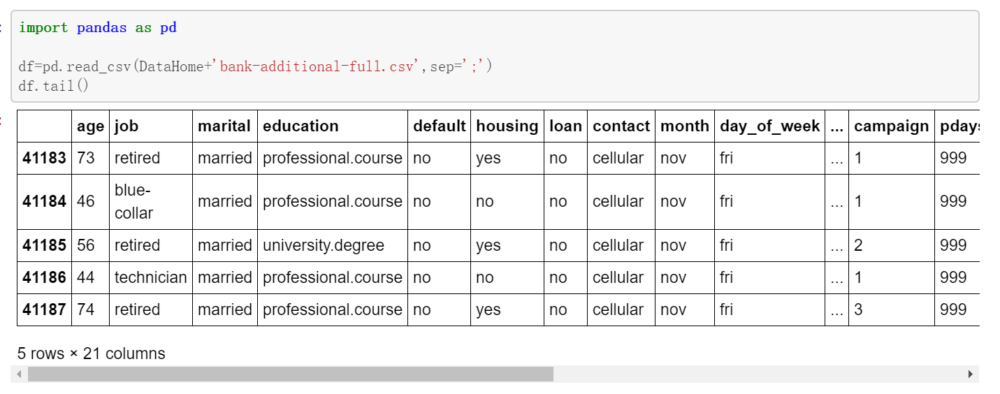 import pandas as pd
df=pd.read_csv(DataHome+'bank-additional-full.csv',sep=';')
df.tail()
age job marital education default housing loan contact month day_of_week ... campaign pdays
41183 73 retired married professional.course no yes no cellular nov fri ... 1 999
41184 46 blue-collar married professional.course no no no cellular nov fri ... 1 999
41185 56 retired married university.degree no yes no cellular nov fri ... 2 999
41186 44 technician married professional.course no no no cellular nov fri ... 1 999
41187 74 retired married professional.course no yes no cellular nov fri ... 3 999
5 rows × 21 columns